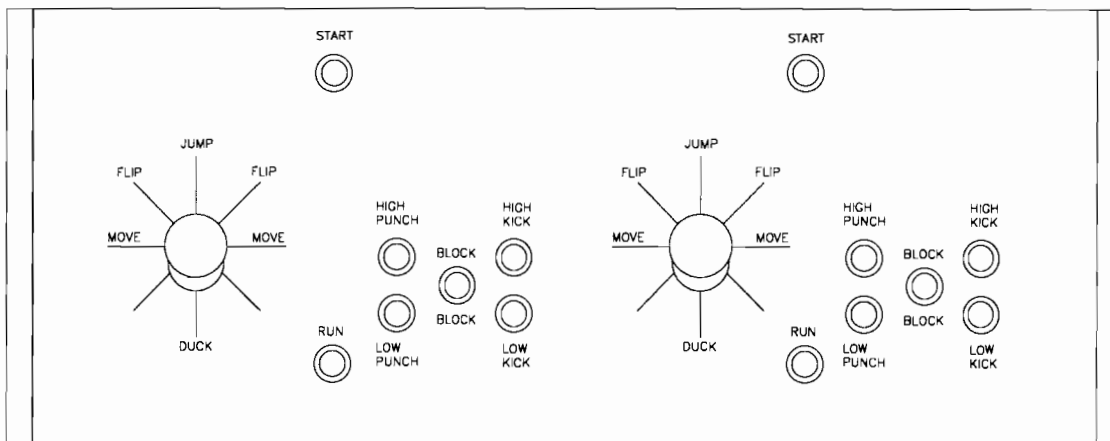 START
START
JUMP
JUMP
FLIP
FLIP
FLIP
FLIP
MOVE
MOVE
MOVE
MOVE
HIGH
PUNCH
HIGH
KICK
HIGH
PUNCH
HIGH
KICK
BLOCK
BLOCK
BLOCK
BLOCK
RUN
RUN
DUCK
DUCK
LOW
PUNCH
LOW
KICK
LOW
PUNCH
LOW
KICK